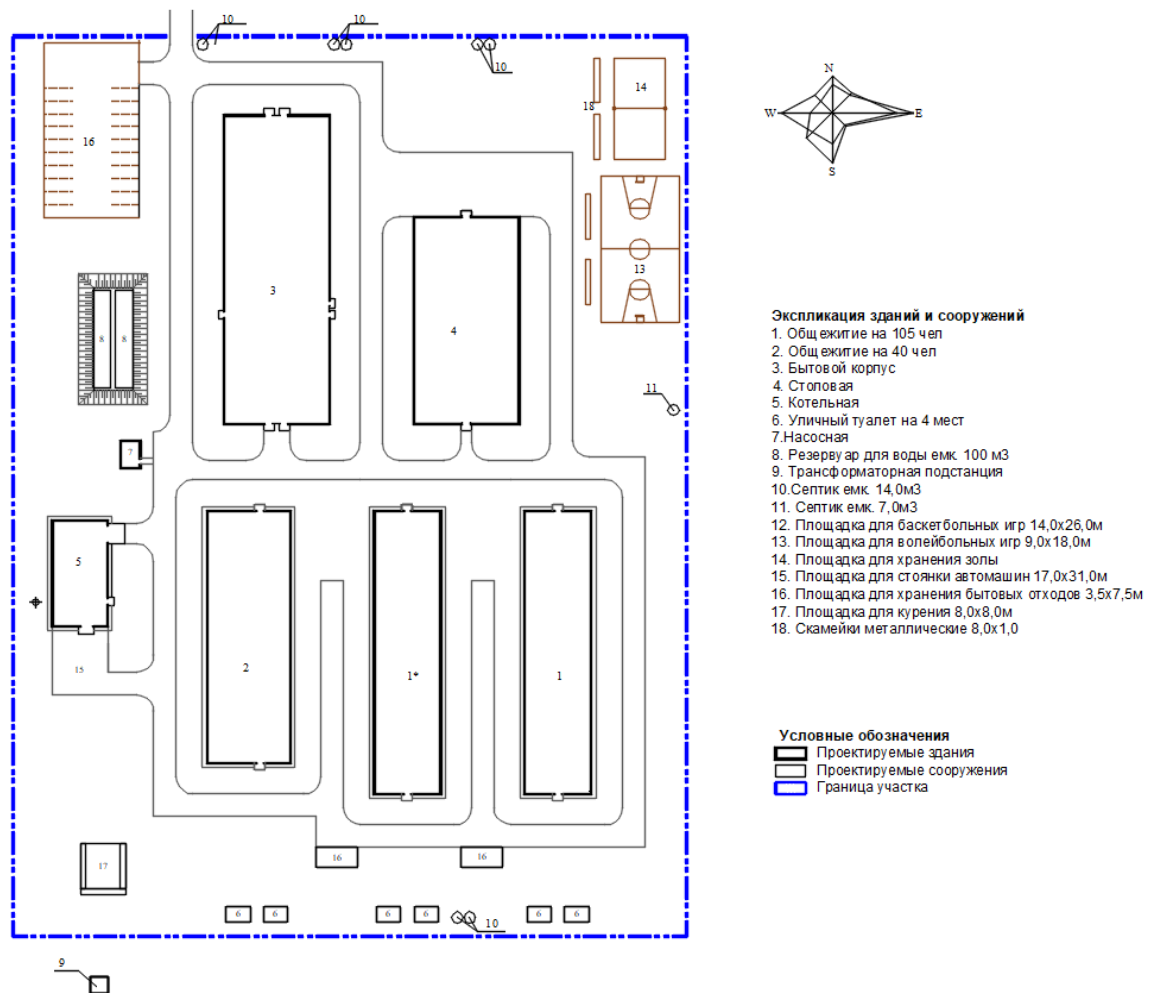 10
10
10
16
18
14
N
W
E
S
13
3
4
8
8
11
7
5
15
2
1*
1
17
16
16
6
6
6
6
6
6
10
9
Экспликация зданий и сооружений
1. Общежитие на 105 чел
2. Общежитие на 40 чел
3. Бытовой корпус
4. Столовая
5. Котельная
6. Уличный туалет на 4 мест
7.Насосная
8. Резервуар для воды емк. 100 м3
9. Трансформаторная подстанция
10.Септик емк. 14,0м3
11. Септик емк. 7,0м3
12. Площадка для баскетбольных игр 14,0х26,0м
13. Площадка для волейбольных игр 9,0х18,0м
14. Площадка для хранения золы
15. Площадка для стоянки автомашин 17,0х31,0м
16. Площадка для хранения бытовых отходов 3,5х7,5м
17. Площадка для курения 8,0х8,0м
18. Скамейки металлические 8,0х1,0
Условные обозначения
Проектируемые здания
Проектируемые сооружения
Граница участка